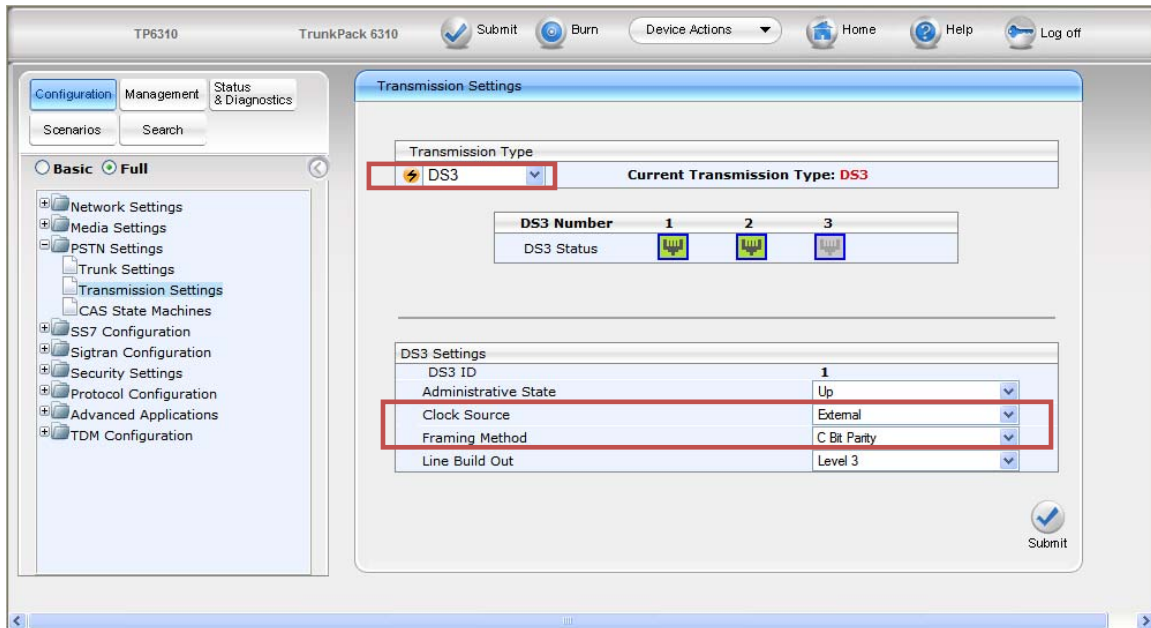 TP6310 TrunkPack 6310 Submit Burn Device Actions Home Help Log off
Configuration Management Status & Diagnostics
Scenarios Search
Basic Full
Network Settings
Media Settings
PSTN Settings
Trunk Settings
Transmission Settings
CAS State Machines
SS7 Configuration
Sigtran Configuration
Security Settings
Protocol Configuration
Advanced Applications
TDM Configuration
Transmission Settings
Transmission Type
DS3 Current Transmission Type: DS3
DS3 Number 1 2 3
DS3 Status
DS3 Settings
DS3 ID 1
Administrative State Up
Clock Source External
Framing Method C Bit Parity
Line Build Out Level 3
Submit